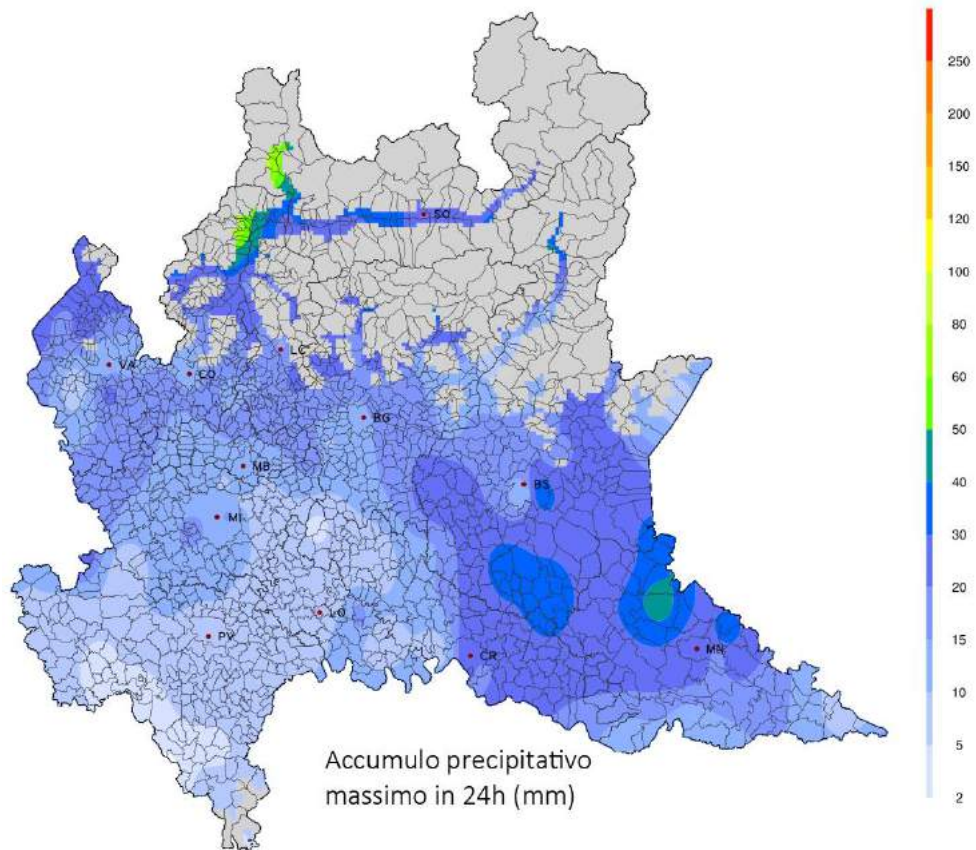 250
200
150
120
100
80
60
50
40
30
20
15
10
5
2
SO
VA
CO
LC
BG
MB
BS
MI
LO
PV
CR
MN
Accumulo precipitativo
massimo in 24h (mm)